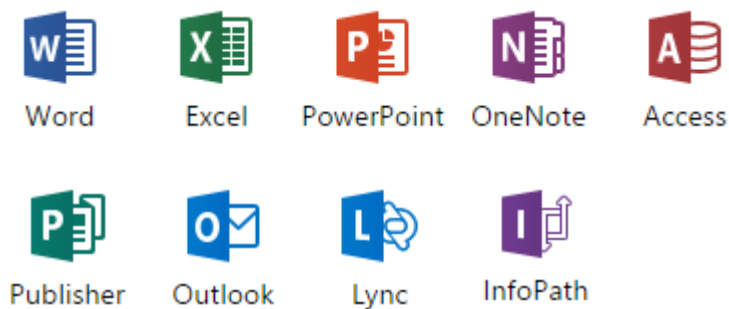 W X P N A
Word Excel PowerPoint OneNote Access
P O L I
Publisher Outlook Lync InfoPath